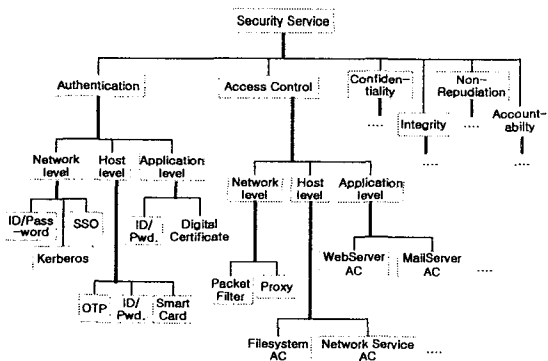 Security Service
Authentication
Access Control
Confiden-
tiality
Non-
Repudiation
....
....
Integrity
Account-
abilty
....
....
Network
level
Host
level
Application
level
ID/Pass
-word
SSO
Kerberos
ID/
Pwd.
Digital
Certificate
OTP
ID/
Pwd.
Smart
Card
Network
level
Host
level
Application
level
Packet
Filter
Proxy
WebServer
AC
MailServer
AC
....
Filesystem
AC
Network Service
AC
....